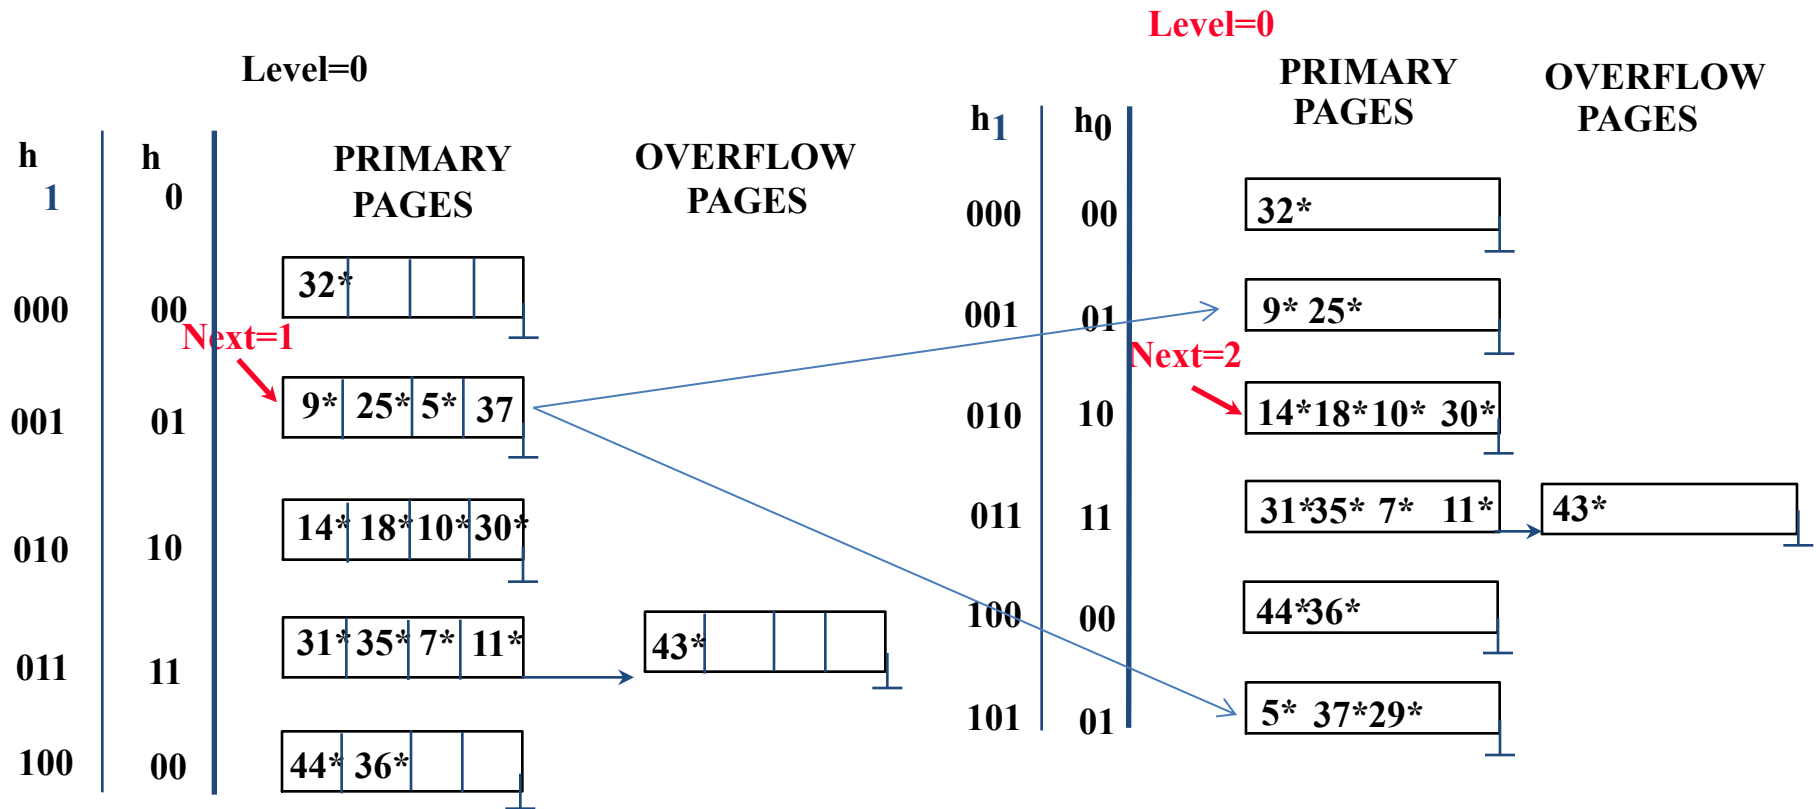 Level=0
h h PRIMARY OVERFLOW
1 0 PAGES PAGES
000 00 32*
Next=1
001 01 9* 25* 5* 37
010 10 14* 18* 10* 30*
011 11 31* 35* 7* 11* 43*
100 00 44* 36*
Level=0
PRIMARY OVERFLOW
h1 h0 PAGES PAGES
000 00 32*
001 01 9* 25*
Next=2
010 10 14* 18* 10* 30*
011 11 31* 35* 7* 11* 43*
100 00 44* 36*
101 01 5* 37* 29*